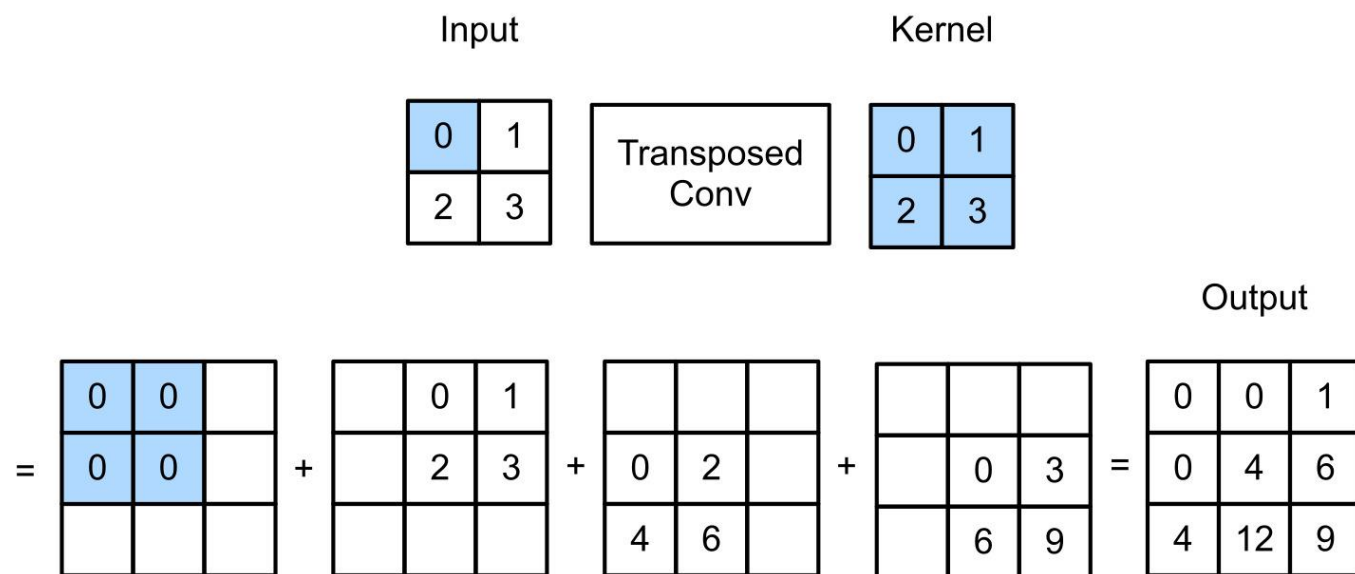 Input Kernel
0 1 Transposed Conv 0 1
2 3 2 3
Output
0 0 0 1 0 0 1
= 0 0 + 2 3 + 0 2 + 0 3 = 0 4 6
4 6 6 9 4 12 9